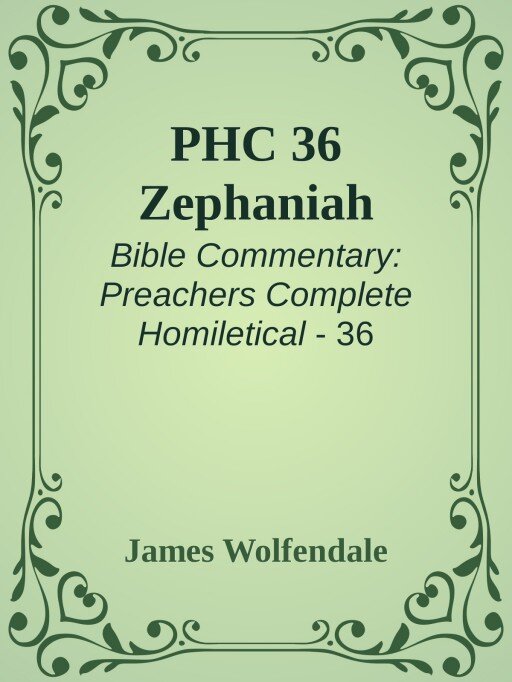 PHC 36
Zephaniah
Bible Commentary:
Preachers Complete
Homiletical - 36
James Wolfendale